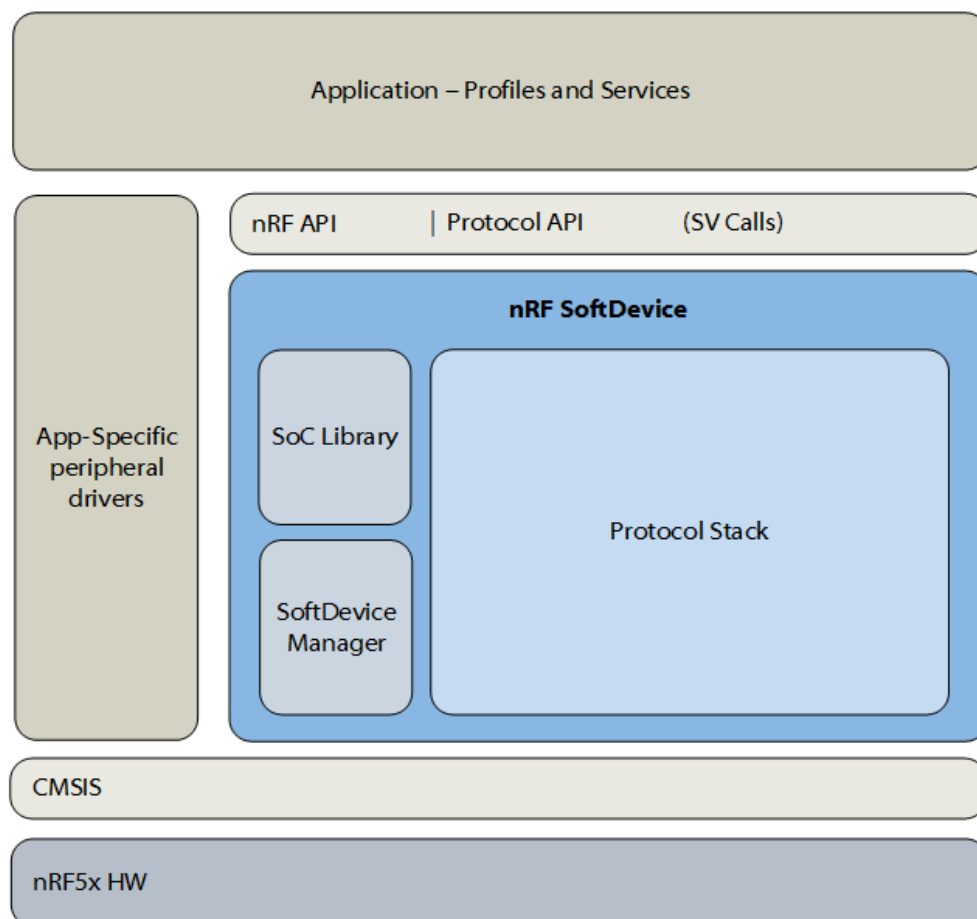 Application – Profiles and Services
nRF API | Protocol API (SV Calls)
nRF SoftDevice
App-Specific
peripheral
drivers
SoC Library
Protocol Stack
SoftDevice
Manager
CMSIS
nRF5x HW